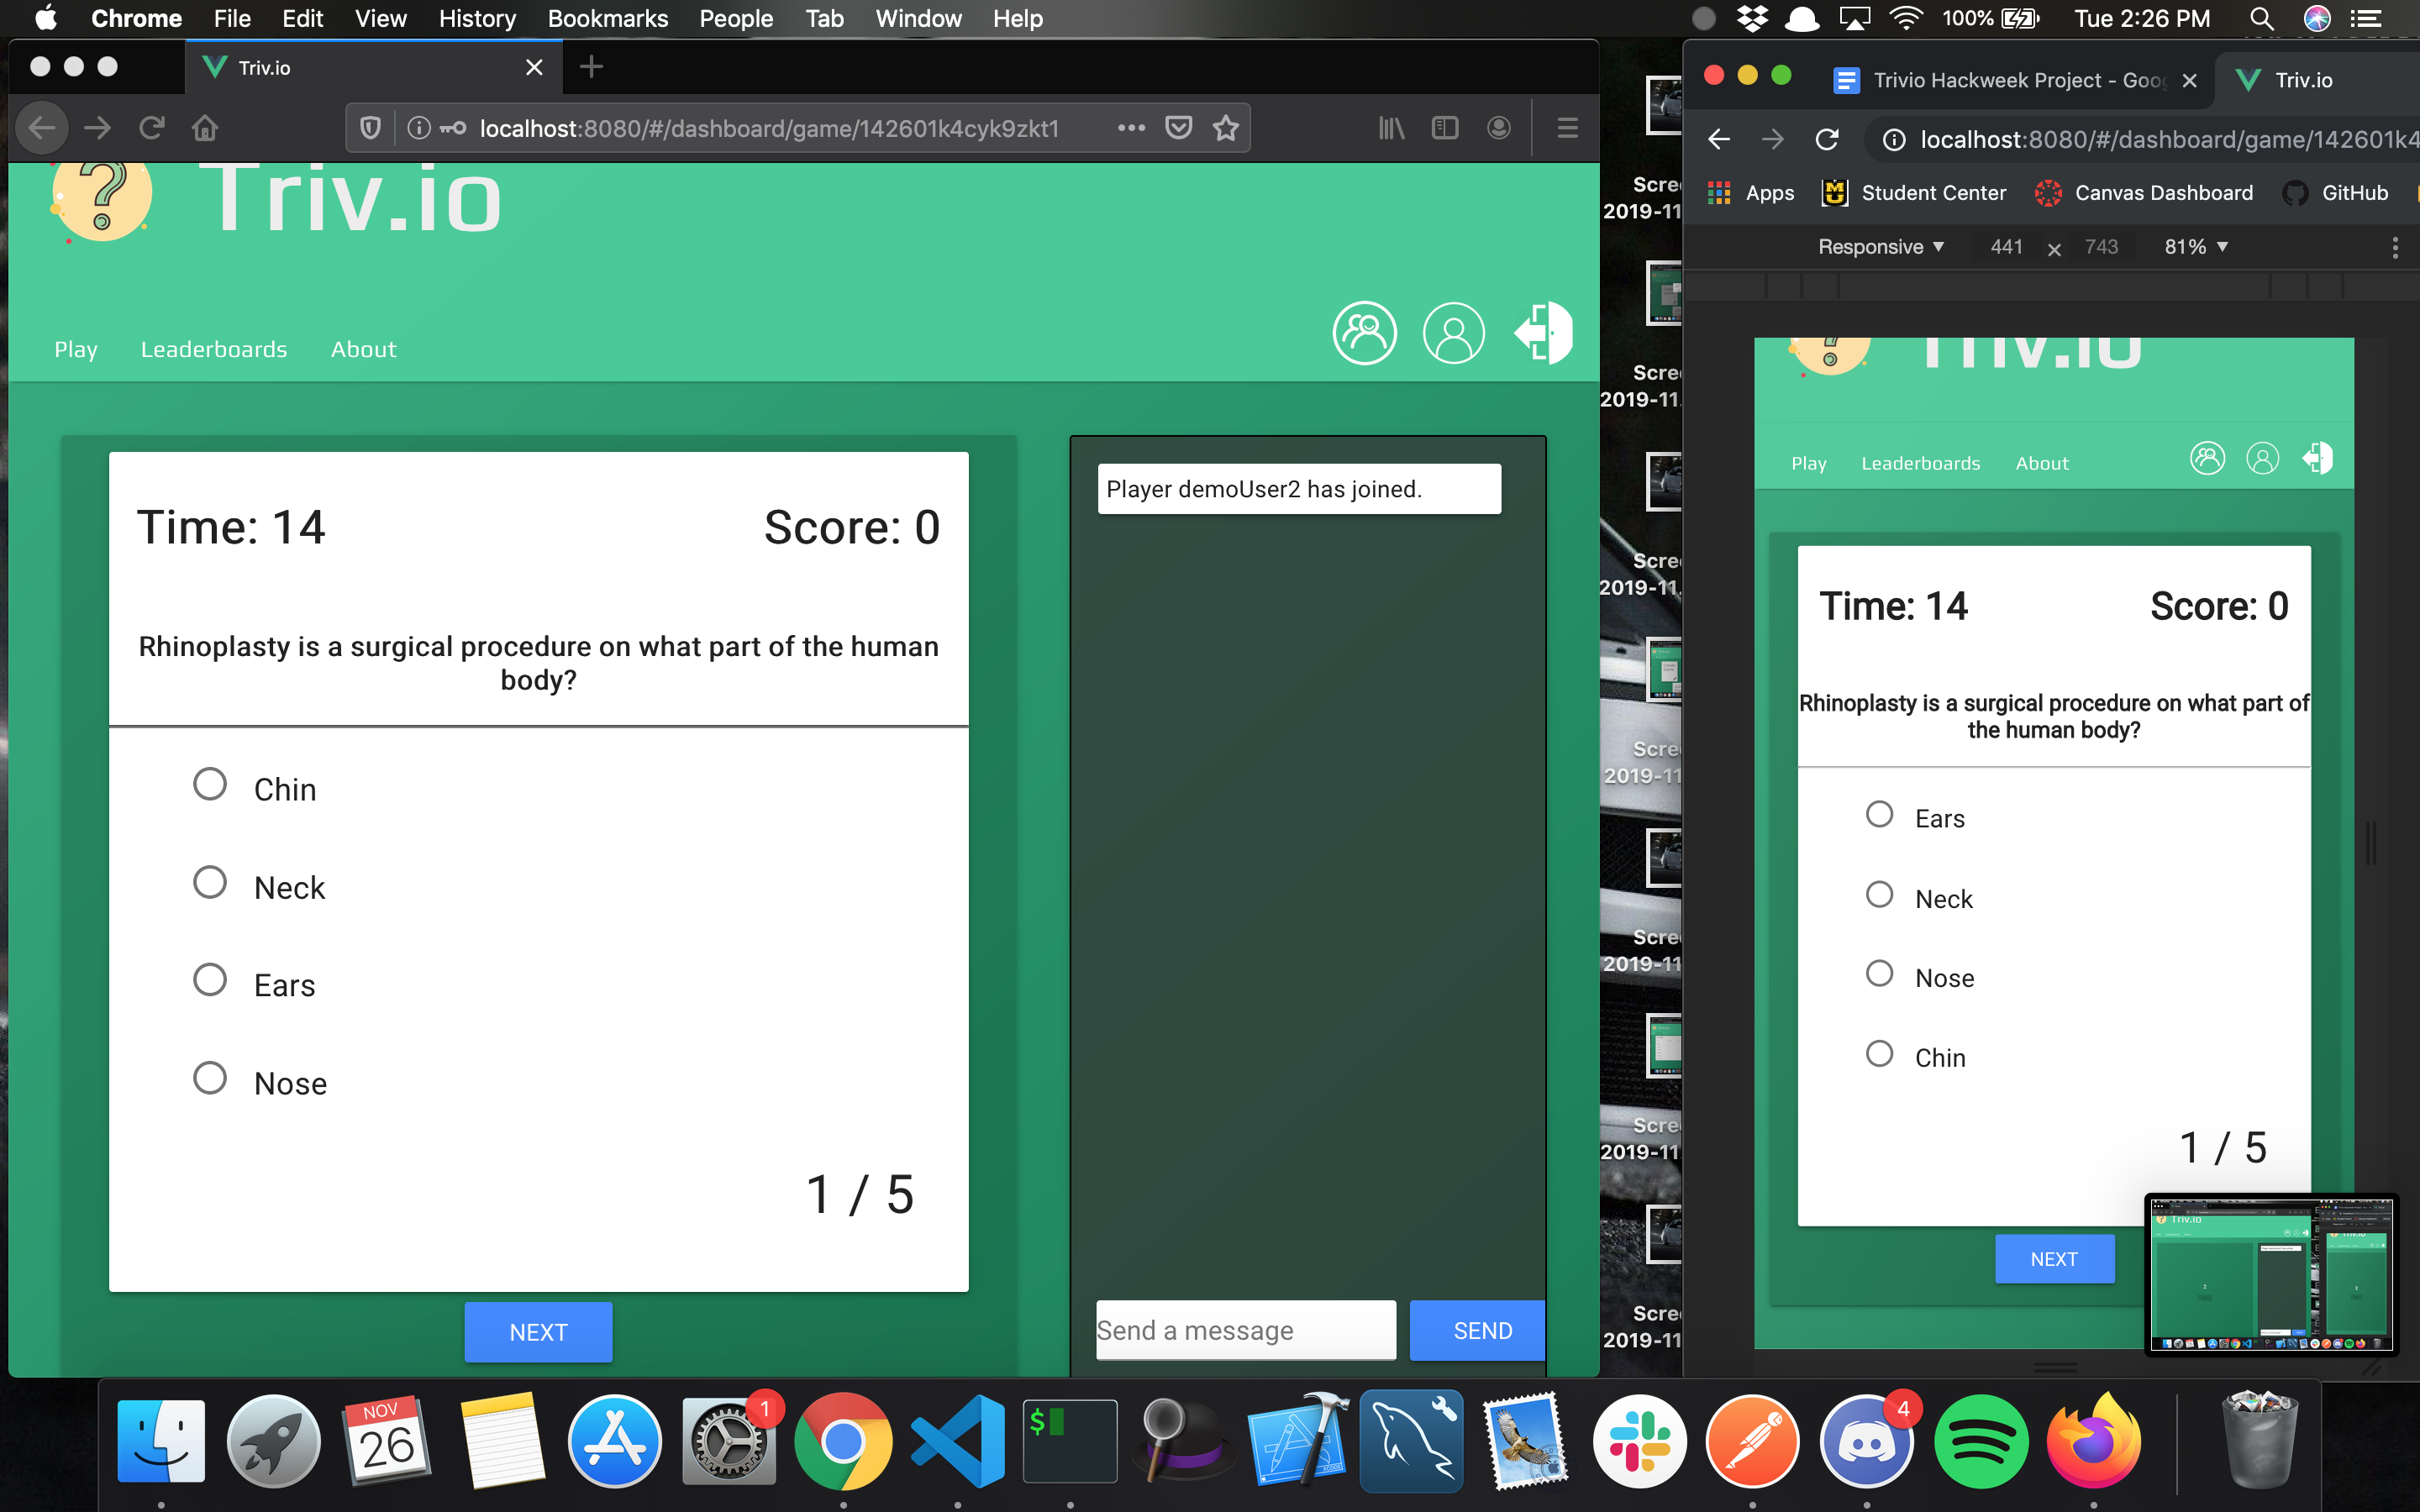 Chrome File Edit View History Bookmarks People Tab Window Help
100% Tue 2:26 PM
Triv.io
localhost:8080/#/dashboard/game/142601k4cyk9zkt1
Triv.io
Play Leaderboards About
Time: 14 Score: 0
Rhinoplasty is a surgical procedure on what part of the human
body?
Chin
Neck
Ears
Nose
1 / 5
NEXT
Player demoUser2 has joined.
Send a message
SEND
Scre
2019-11
Scre
2019-11.
Scre
2019-11.
Scre
2019-11
Scre
2019-11
Scre
2019-11
Scre
2019-11
Trivio Hackweek Project - Goog
Triv.io
localhost:8080/#/dashboard/game/142601k4
Apps Student Center Canvas Dashboard GitHub
Responsive ▼ 441 × 743 81% ▼
Triv.io
Play Leaderboards About
Time: 14 Score: 0
Rhinoplasty is a surgical procedure on what part of
the human body?
Ears
Neck
Nose
Chin
1 / 5
NEXT
NOV
26
1
$
4